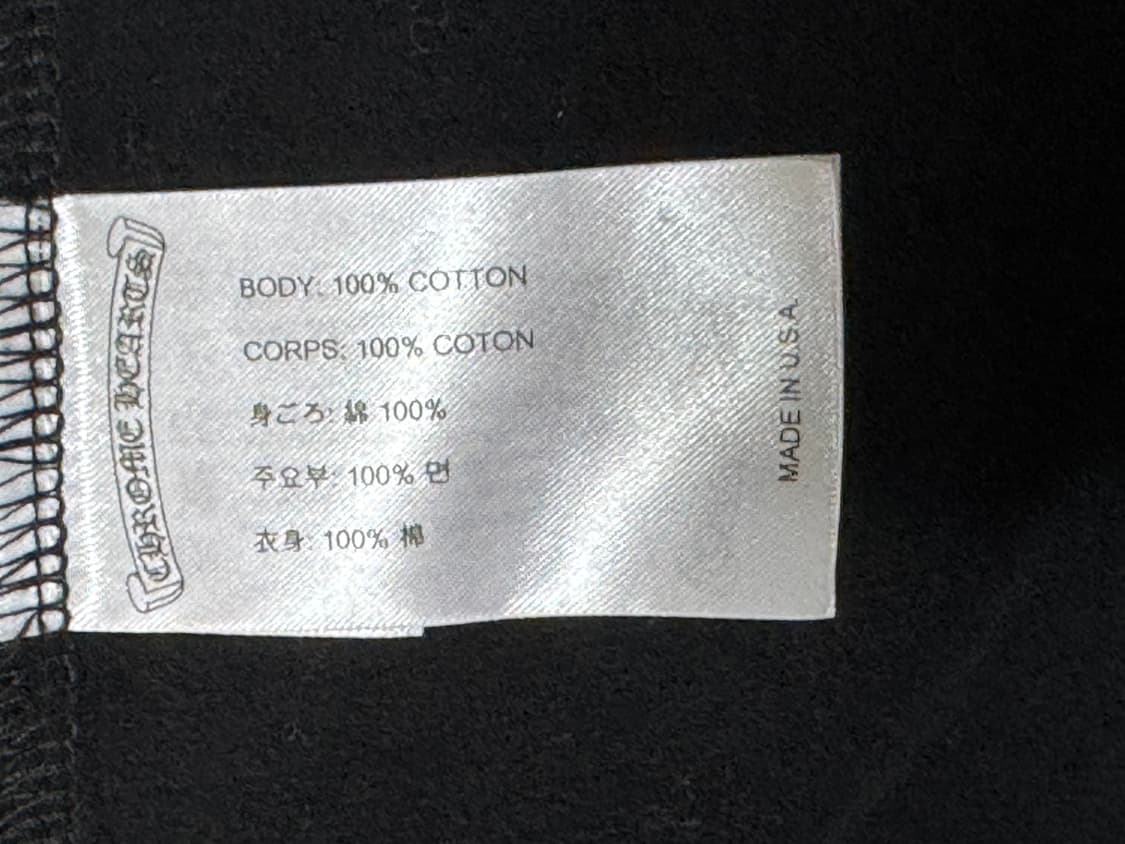 CHROME HEARTS
BODY: 100% COTTON
CORPS: 100% COTON
身ごろ: 綿 100%
주요부: 100% 면
衣身: 100% 棉
MADE IN U.S.A.